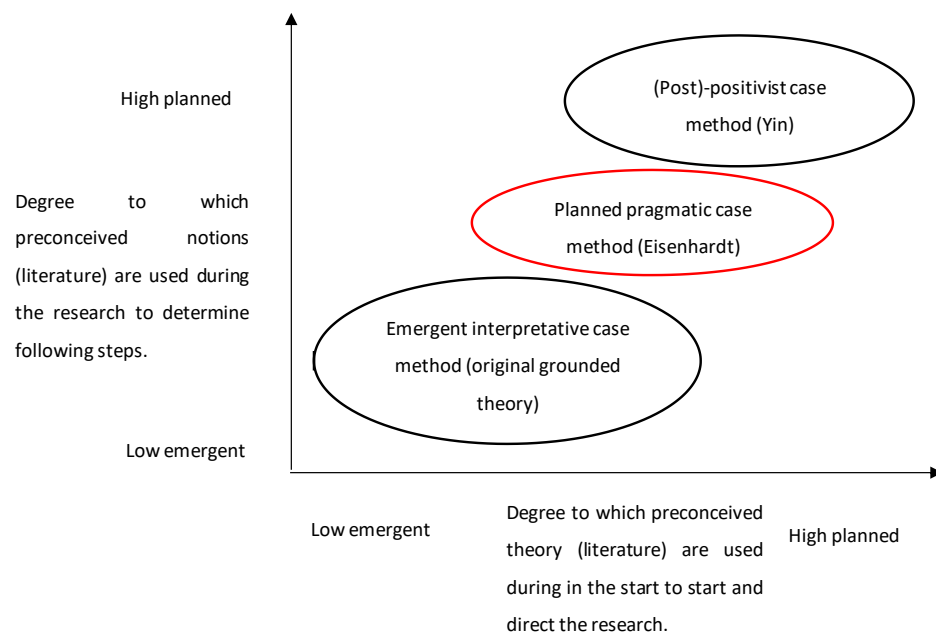 (Post)-positivist case
method (Yin)
High planned
Degree to which
preconceived notions
(literature) are used during
the research to determine
following steps.
Planned pragmatic case
method (Eisenhardt)
Emergent interpretative case
method (original grounded
theory)
Low emergent
Low emergent
Degree to which preconceived
theory (literature) are used
during in the start to start and
direct the research.
High planned